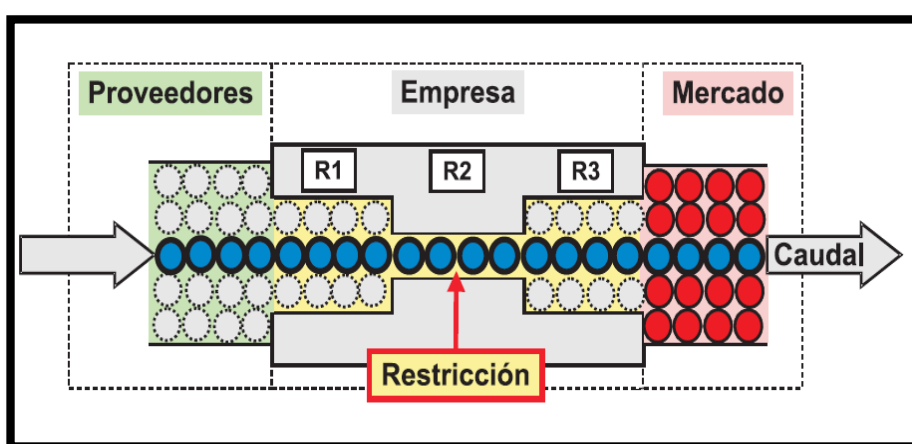 Proveedores
Empresa
Mercado
R1
R2
R3
Caudal
Restricción